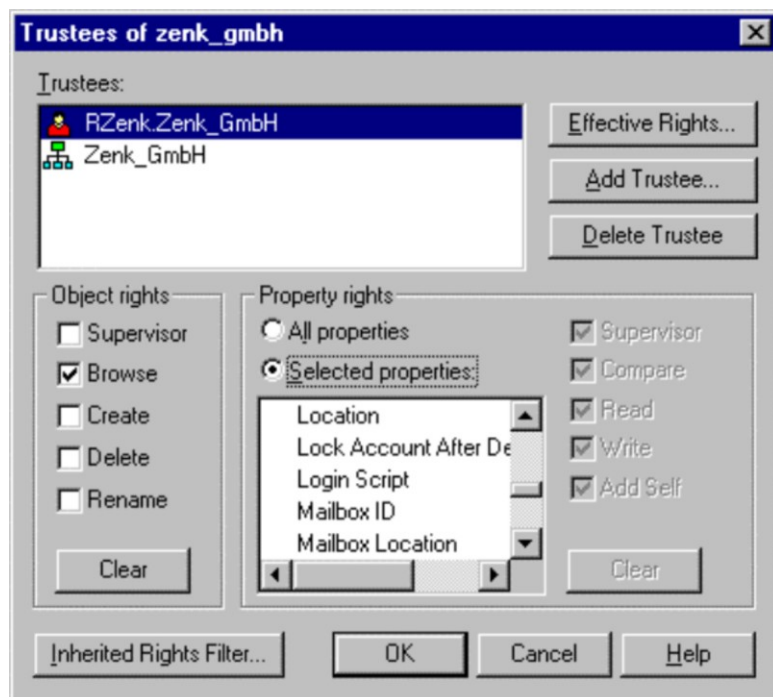 Trustees of zenk_gmbh
Trustees:
RZenk.Zenk_GmbH
Zenk_GmbH
Effective Rights...
Add Trustee...
Delete Trustee
Object rights
Supervisor
Browse
Create
Delete
Rename
Clear
Property rights
All properties
Selected properties:
Location
Lock Account After De
Login Script
Mailbox ID
Mailbox Location
Supervisor
Compare
Read
Write
Add Self
Clear
Inherited Rights Filter...
OK
Cancel
Help